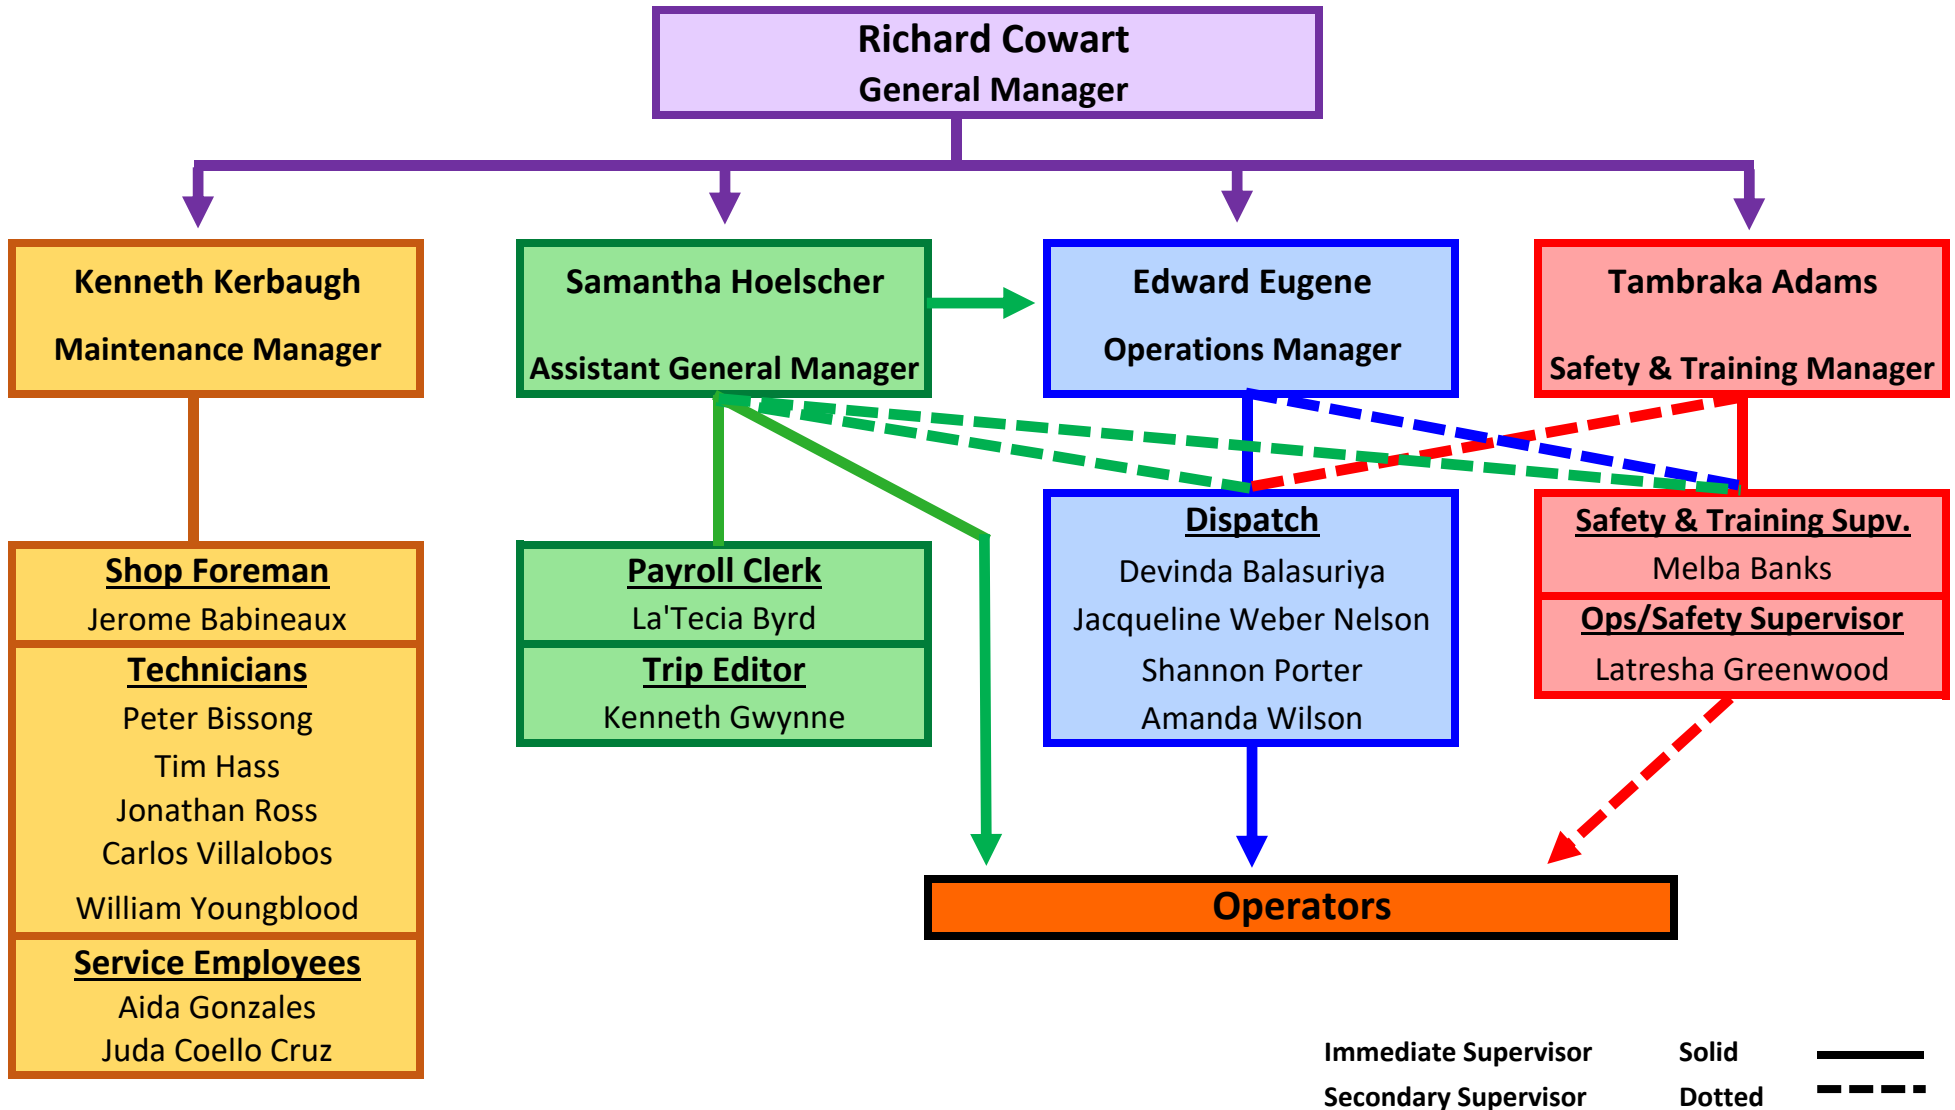 Richard Cowart
General Manager
Kenneth Kerbaugh
Maintenance Manager
Samantha Hoelscher
Assistant General Manager
Edward Eugene
Operations Manager
Tambraka Adams
Safety & Training Manager
Shop Foreman
Jerome Babineaux
Technicians
Peter Bissong
Tim Hass
Jonathan Ross
Carlos Villalobos
William Youngblood
Service Employees
Aida Gonzales
Juda Coello Cruz
Payroll Clerk
La'Tecia Byrd
Trip Editor
Kenneth Gwynne
Dispatch
Devinda Balasuriya
Jacqueline Weber Nelson
Shannon Porter
Amanda Wilson
Safety & Training Supv.
Melba Banks
Ops/Safety Supervisor
Latresha Greenwood
Operators
Immediate Supervisor Solid
Secondary Supervisor Dotted